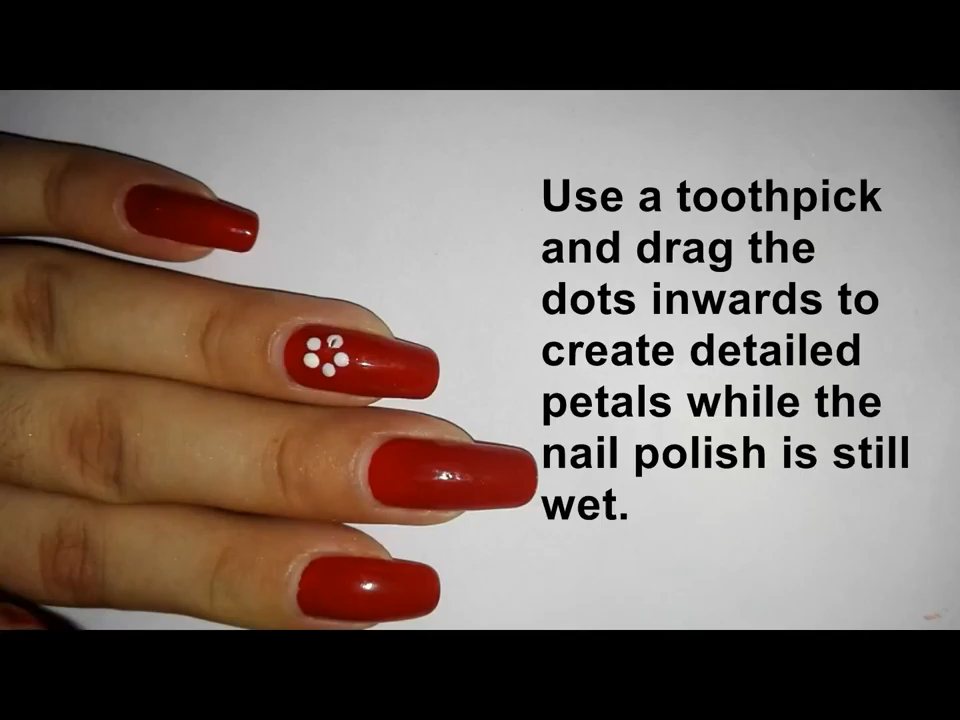 Use a toothpick
and drag the
dots inwards to
create detailed
petals while the
nail polish is still
wet.